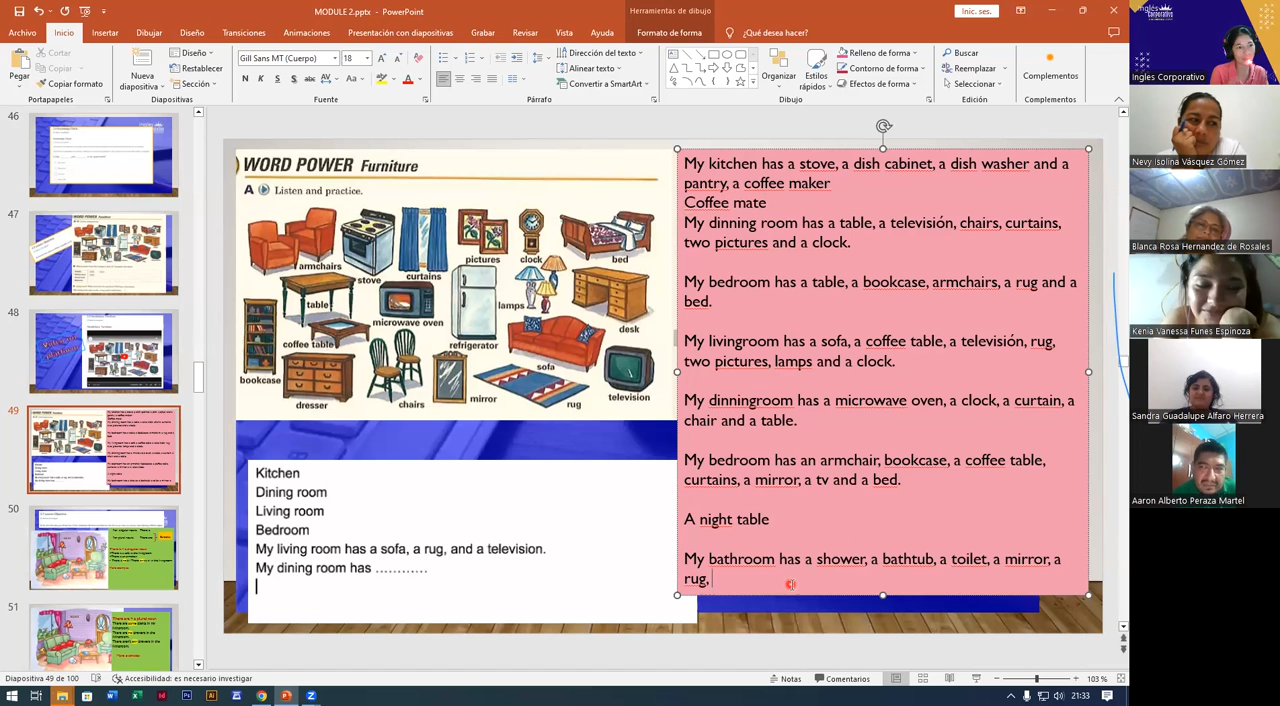 MODULE 2.pptx - PowerPoint
Herramientas de dibujo
Inic. ses.
Archivo
Inicio
Insertar
Dibujar
Diseño
Transiciones
Animaciones
Presentación con diapositivas
Grabar
Revisar
Vista
Ayuda
Formato de forma
¿Qué desea hacer?
Pegar
Cortar
Copiar
Copiar formato
Portapapeles
Nueva diapositiva
Diseño
Restablecer
Sección
Diapositivas
Gill Sans MT (Cuerpo)
18
N K S S abc AV Aa A
Fuente
Párrafo
Dirección del texto
Alinear texto
Convertir a SmartArt
Organizar
Estilos rápidos
Dibujo
Relleno de forma
Contorno de forma
Efectos de forma
Buscar
Reemplazar
Seleccionar
Edición
Complementos
Complementos
46
47
48
49
50
51
WORD POWER Furniture
A Listen and practice.
armchairs
stove
curtains
pictures
clock
bed
table
microwave oven
lamps
desk
coffee table
refrigerator
sofa
bookcase
dresser
chairs
mirror
rug
television
Kitchen
Dining room
Living room
Bedroom
My living room has a sofa, a rug, and a television.
My dining room has …………
My kitchen has a stove, a dish cabinet, a dish washer and a
pantry, a coffee maker
Coffee mate
My dinning room has a table, a televisión, chairs, curtains,
two pictures and a clock.
My bedroom has a table, a bookcase, armchairs, a rug and a
bed.
My livingroom has a sofa, a coffee table, a televisión, rug,
two pictures, lamps and a clock.
My dinningroom has a microwave oven, a clock, a curtain, a
chair and a table.
My bedroom has an armchair, bookcase, a coffee table,
curtains, a mirror, a tv and a bed.
A night table
My bathroom has a shower, a bathtub, a toilet, a mirror, a
rug,
Inglés Corporativo
Nevy Isolina Vásquez Gómez
Blanca Rosa Hernandez de Rosales
Kenia Vanessa Funes Espinoza
Sandra Guadalupe Alfaro Herrera
Aaron Alberto Peraza Martel
Diapositiva 49 de 100
Accesibilidad: es necesario investigar
Notas
Comentarios
103 %
21:33